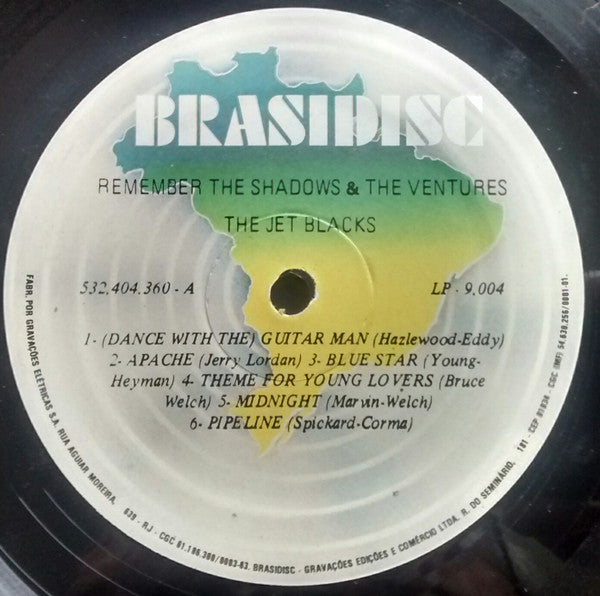 BRASIDISC
REMEMBER THE SHADOWS & THE VENTURES
THE JET BLACKS
532.404.360 - A
LP - 9.004
1- (DANCE WITH THE) GUITAR MAN (Hazlewood-Eddy)
2- APACHE (Jerry Lordan) 3- BLUE STAR (Young-
Heyman) 4- THEME FOR YOUNG LOVERS (Bruce
Welch) 5- MIDNIGHT (Marvin-Welch)
6- PIPELINE (Spickard-Corma)
FABR. POR GRAVAÇÕES ELÉTRICAS S.A. RUA AGUIAR MOREIRA, 639 - RJ - CGC 61.186.300/0003-63. BRASIDISC - GRAVAÇÕES EDIÇÕES E COMÉRCIO LTDA. R. DO SEMINÁRIO, 181 - CEP 01034 - CGC (MF) 54.630.256/0001-01.